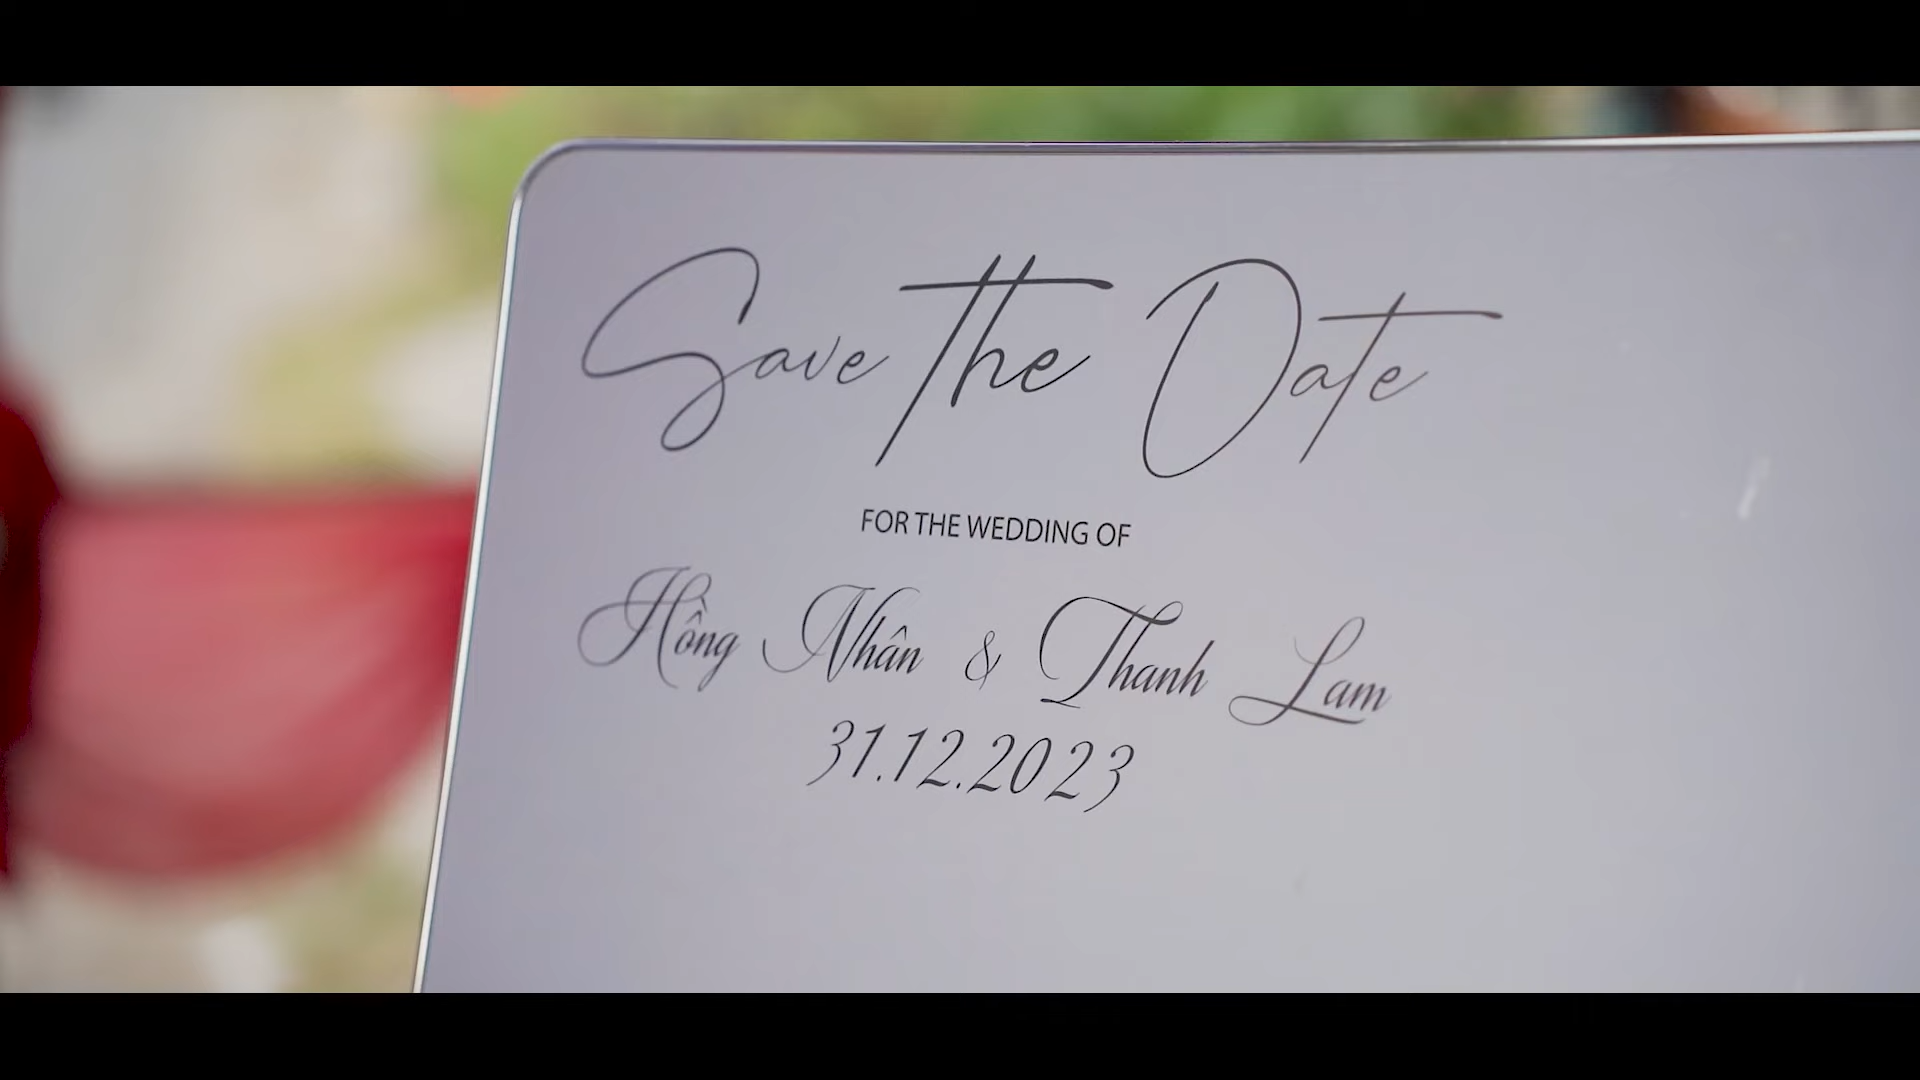 Save The Date
FOR THE WEDDING OF
Hồng Nhân & Thanh Lam
31.12.2023